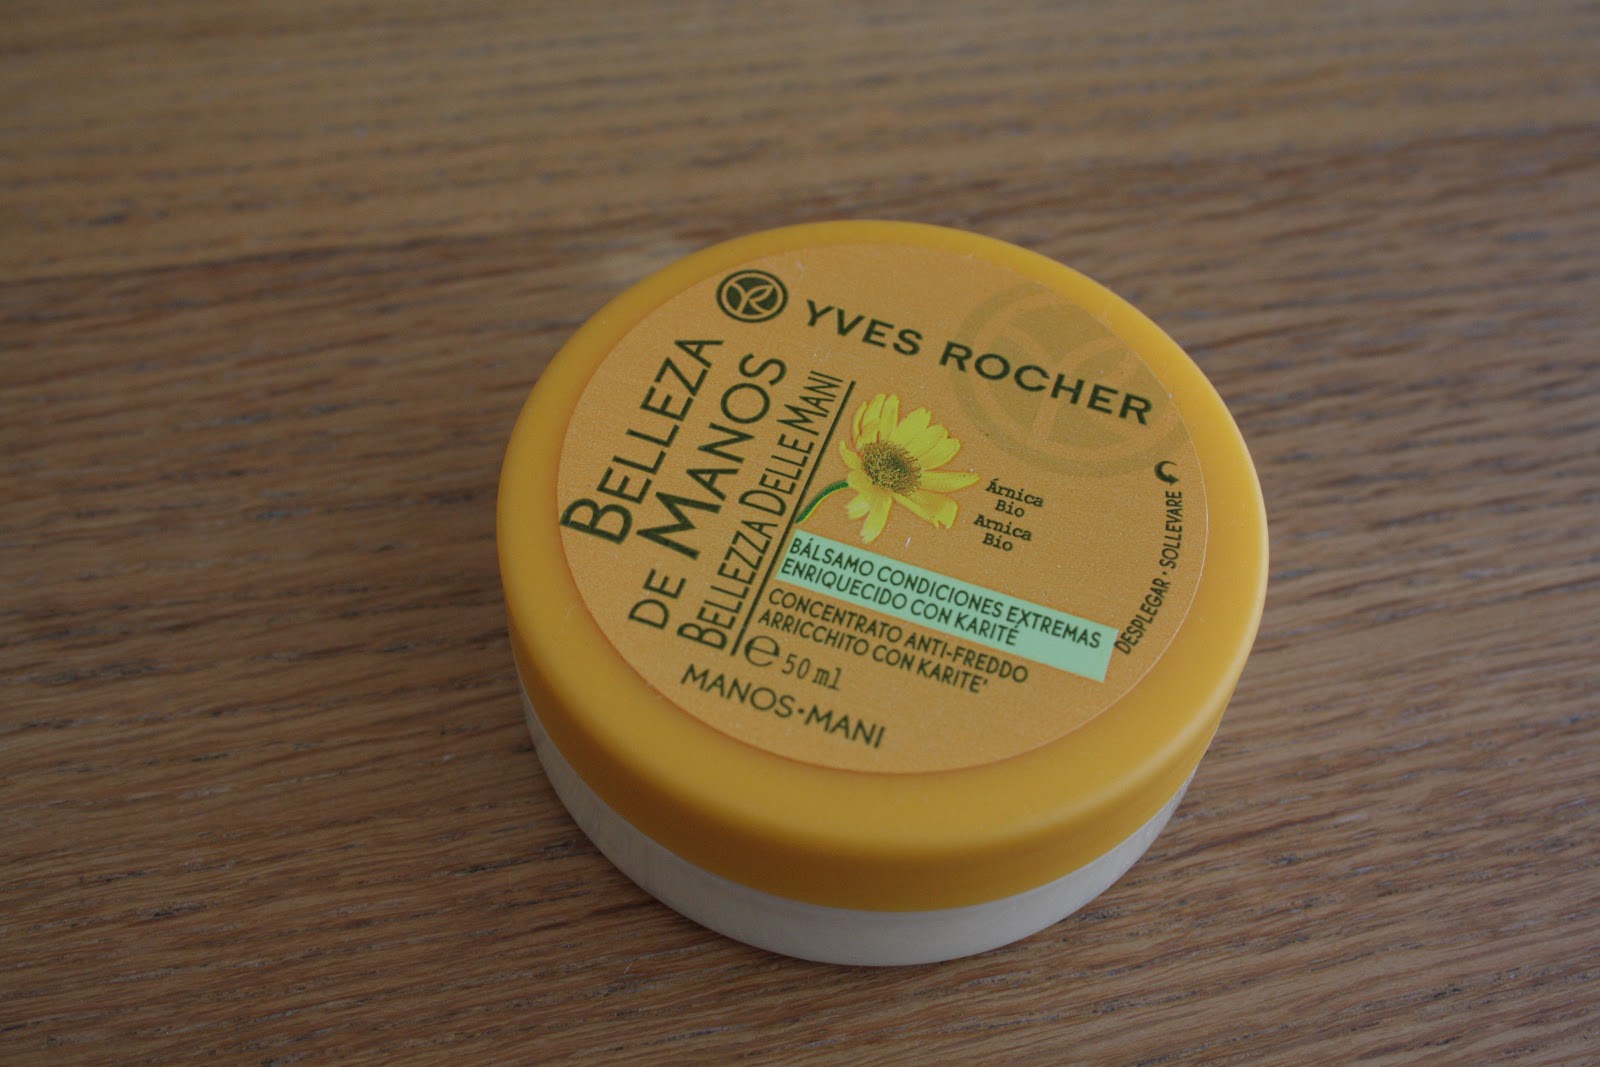 YVES ROCHER
BELLEZA
DE MANOS
BELLEZZA DELLE MANI
Árnica
Bio
Arnica
Bio
BÁLSAMO CONDICIONES EXTREMAS
ENRIQUECIDO CON KARITÉ
CONCENTRATO ANTI-FREDDO
ARRICCHITO CON KARITE'
℮ 50 ml
MANOS·MANI
DESPLEGAR · SOLLEVARE